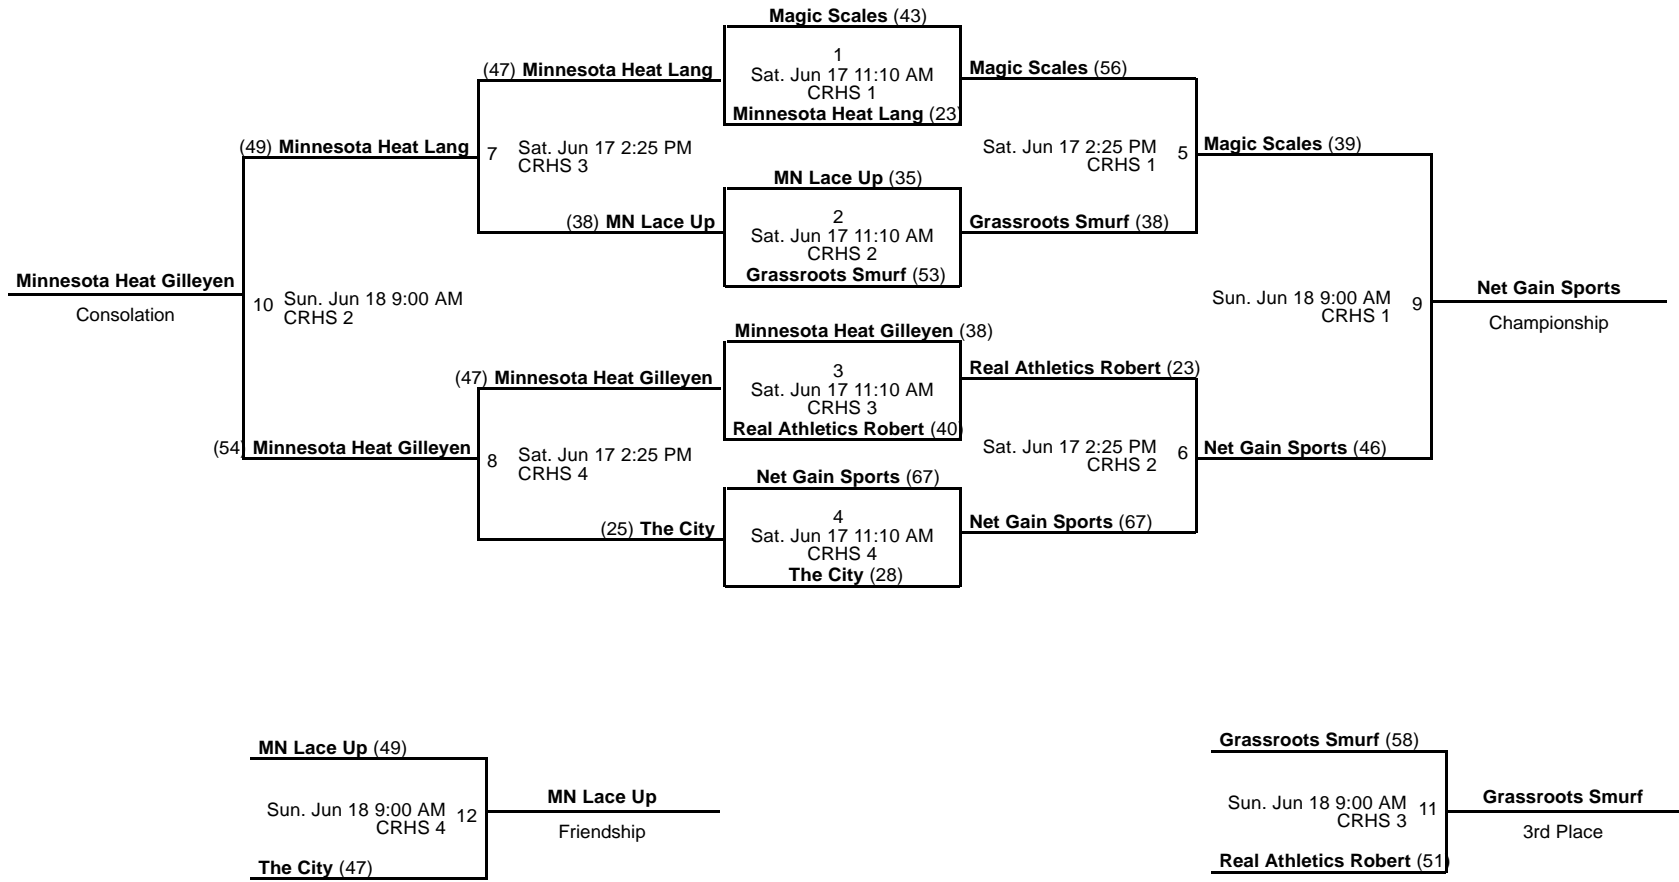 Magic Scales (43)
1
Sat. Jun 17 11:10 AM
CRHS 1
Minnesota Heat Lang (23)
(47) Minnesota Heat Lang
Magic Scales (56)
(49) Minnesota Heat Lang
7 Sat. Jun 17 2:25 PM
CRHS 3
Sat. Jun 17 2:25 PM 5
CRHS 1
Magic Scales (39)
MN Lace Up (35)
2
Sat. Jun 17 11:10 AM
CRHS 2
Grassroots Smurf (53)
(38) MN Lace Up
Grassroots Smurf (38)
Minnesota Heat Gilleyen
Consolation
10 Sun. Jun 18 9:00 AM
CRHS 2
Sun. Jun 18 9:00 AM 9
CRHS 1
Net Gain Sports
Championship
Minnesota Heat Gilleyen (38)
3
Sat. Jun 17 11:10 AM
CRHS 3
Real Athletics Robert (40)
(47) Minnesota Heat Gilleyen
Real Athletics Robert (23)
(54) Minnesota Heat Gilleyen
8 Sat. Jun 17 2:25 PM
CRHS 4
Sat. Jun 17 2:25 PM 6
CRHS 2
Net Gain Sports (46)
Net Gain Sports (67)
4
Sat. Jun 17 11:10 AM
CRHS 4
The City (28)
(25) The City
Net Gain Sports (67)
MN Lace Up (49)
Sun. Jun 18 9:00 AM 12
CRHS 4
The City (47)
MN Lace Up
Friendship
Grassroots Smurf (58)
Sun. Jun 18 9:00 AM 11
CRHS 3
Real Athletics Robert (51)
Grassroots Smurf
3rd Place